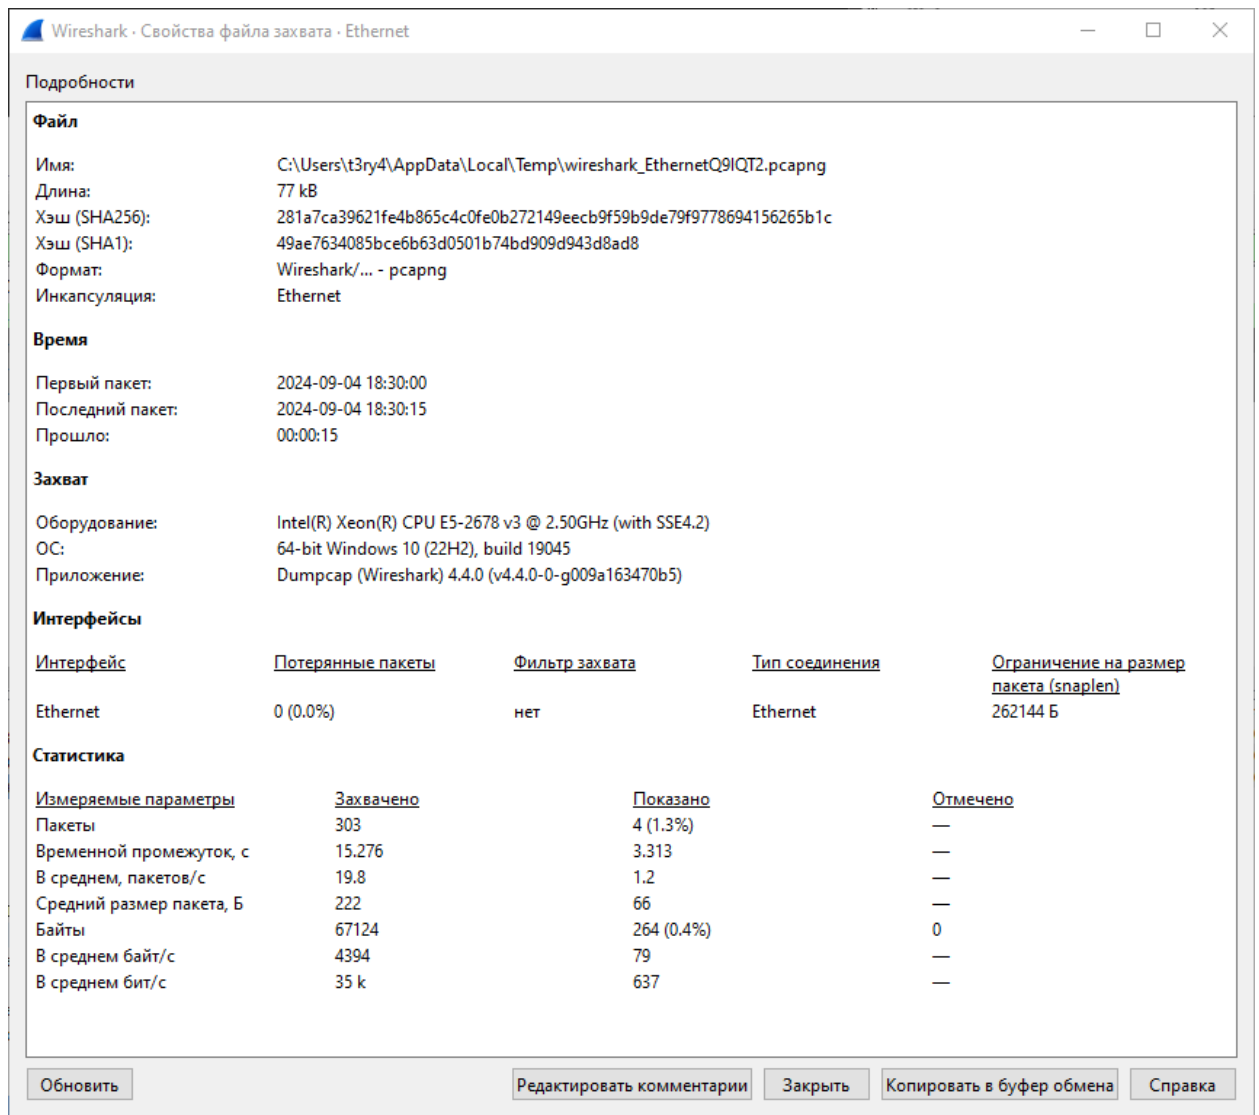 Wireshark · Свойства файла захвата · Ethernet
Подробности
Файл
Имя: C:\Users\t3ry4\AppData\Local\Temp\wireshark_EthernetQ9IQT2.pcapng
Длина: 77 kB
Хэш (SHA256): 281a7ca39621fe4b865c4c0fe0b272149eecb9f59b9de79f9778694156265b1c
Хэш (SHA1): 49ae7634085bce6b63d0501b74bd909d943d8ad8
Формат: Wireshark/... - pcapng
Инкапсуляция: Ethernet
Время
Первый пакет: 2024-09-04 18:30:00
Последний пакет: 2024-09-04 18:30:15
Прошло: 00:00:15
Захват
Оборудование: Intel(R) Xeon(R) CPU E5-2678 v3 @ 2.50GHz (with SSE4.2)
ОС: 64-bit Windows 10 (22H2), build 19045
Приложение: Dumpcap (Wireshark) 4.4.0 (v4.4.0-0-g009a163470b5)
Интерфейсы
Интерфейс Потерянные пакеты Фильтр захвата Тип соединения Ограничение на размер
пакета (snaplen)
Ethernet 0 (0.0%) нет Ethernet 262144 Б
Статистика
Измеряемые параметры Захвачено Показано Отмечено
Пакеты 303 4 (1.3%) —
Временной промежуток, с 15.276 3.313 —
В среднем, пакетов/с 19.8 1.2 —
Средний размер пакета, Б 222 66 —
Байты 67124 264 (0.4%) 0
В среднем байт/с 4394 79 —
В среднем бит/с 35 k 637 —
Обновить Редактировать комментарии Закрыть Копировать в буфер обмена Справка